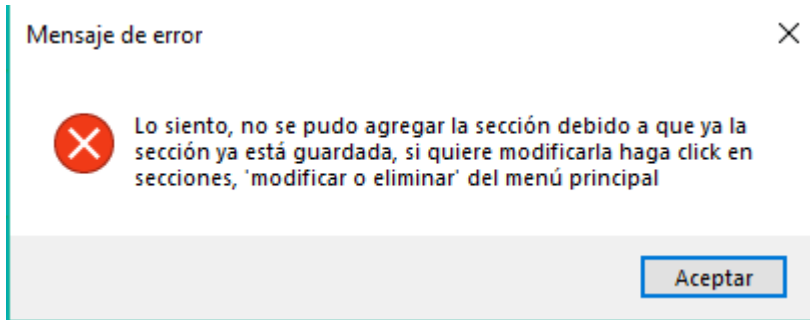 Mensaje de error
Lo siento, no se pudo agregar la sección debido a que ya la
sección ya está guardada, si quiere modificarla haga click en
secciones, 'modificar o eliminar' del menú principal
Aceptar